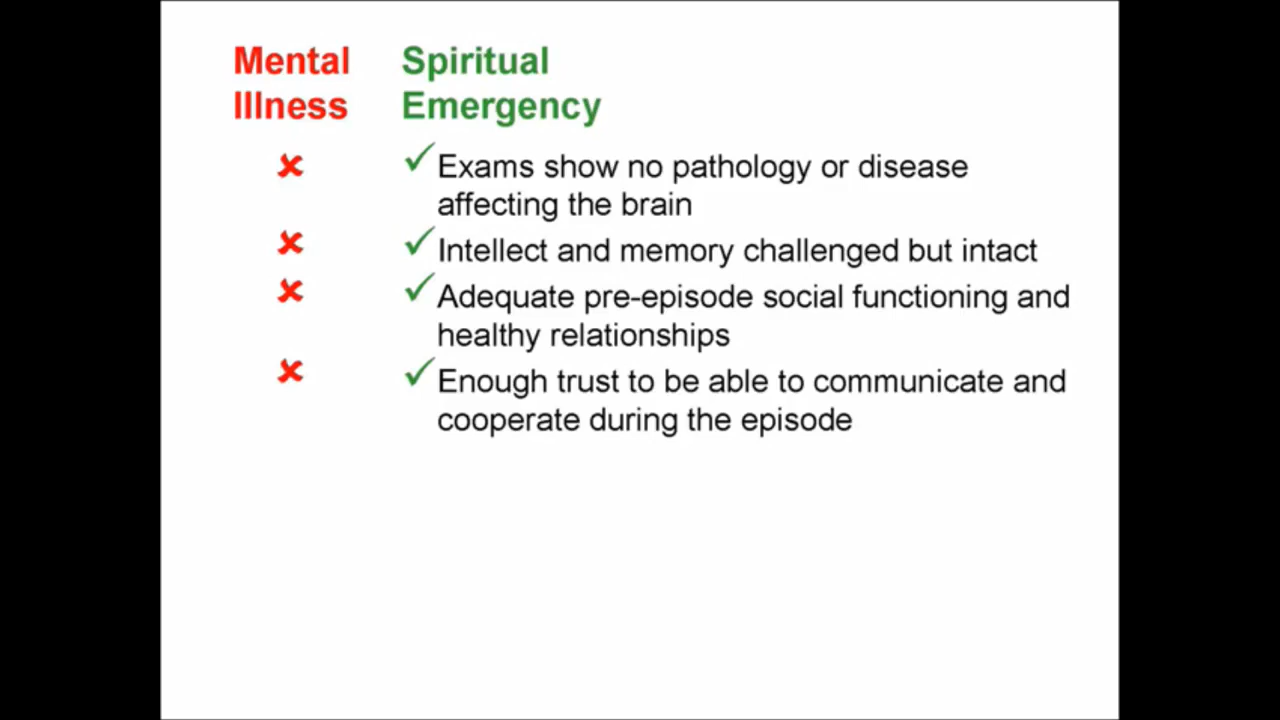 Mental Spiritual
Illness Emergency
✘ ✓ Exams show no pathology or disease
affecting the brain
✘ ✓ Intellect and memory challenged but intact
✘ ✓ Adequate pre-episode social functioning and
healthy relationships
✘ ✓ Enough trust to be able to communicate and
cooperate during the episode